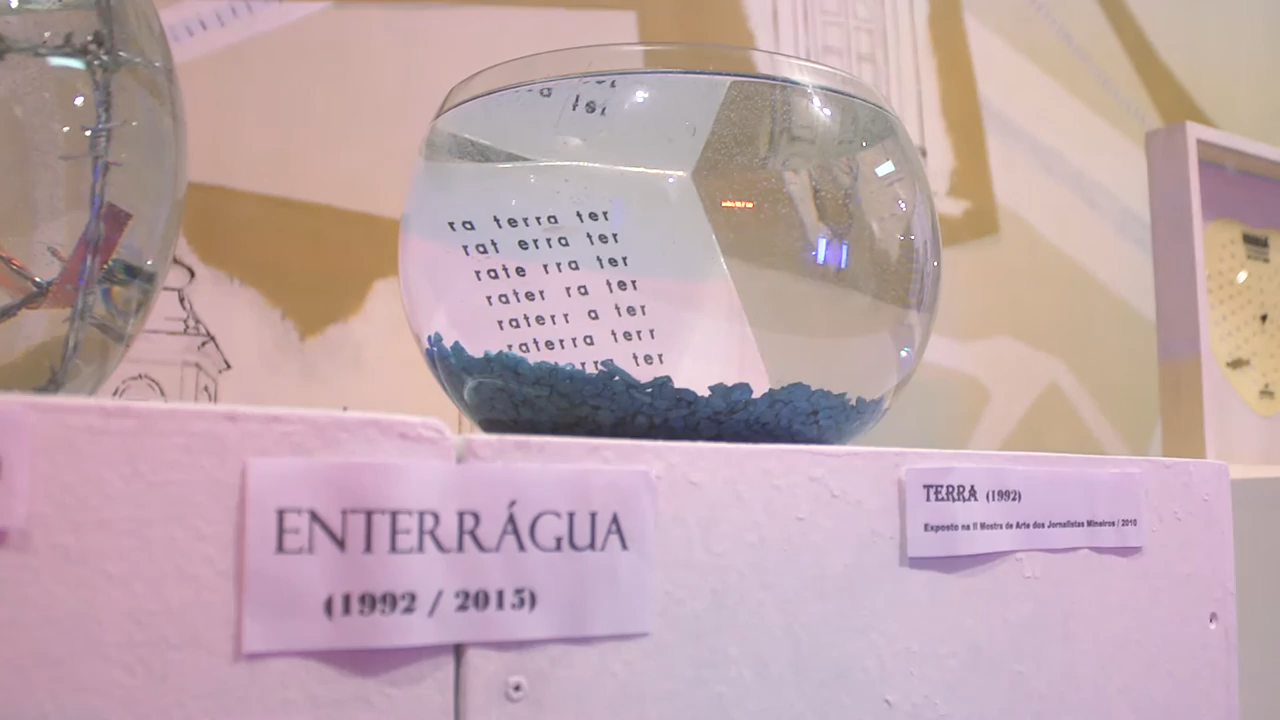 ra terra ter
rat erra ter
rate rra ter
rater ra ter
raterr a ter
raterra terr
ter
ENTERRÁGUA
(1992 / 2015)
TERRA (1992)
Exposto na II Mostra de Arte dos Jornalistas Mineiros / 2010